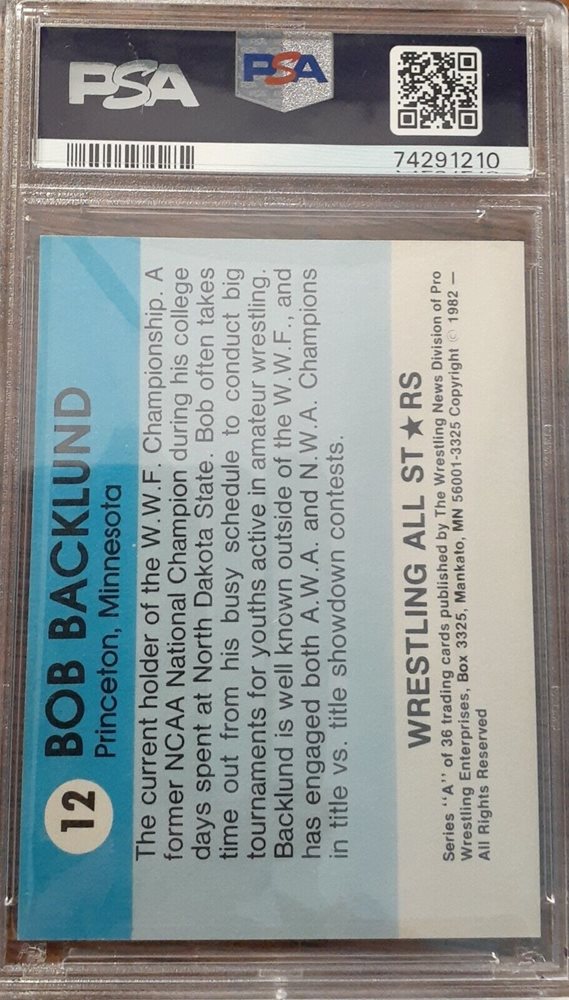 PSA
PSA
74291210
12
BOB BACKLUND
Princeton, Minnesota
The current holder of the W.W.F. Championship. A
former NCAA National Champion during his college
days spent at North Dakota State. Bob often takes
time out from his busy schedule to conduct big
tournaments for youths active in amateur wrestling.
Backlund is well known outside of the W.W.F., and
has engaged both A.W.A. and N.W.A. Champions
in title vs. title showdown contests.
WRESTLING ALL ST★RS
Series "A" of 36 trading cards published by The Wrestling News Division of Pro
Wrestling Enterprises, Box 3325, Mankato, MN 56001-3325 Copyright © 1982 —
All Rights Reserved